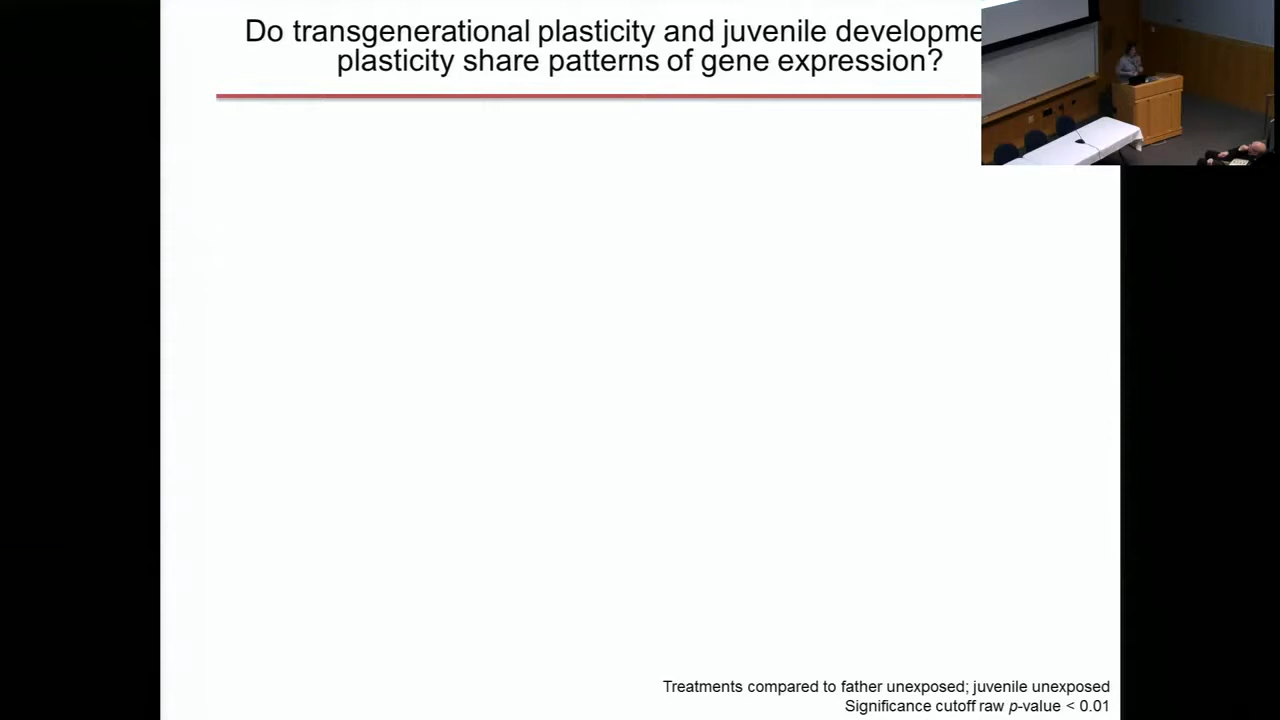 Do transgenerational plasticity and juvenile developme
plasticity share patterns of gene expression?
Treatments compared to father unexposed; juvenile unexposed
Significance cutoff raw p-value < 0.01